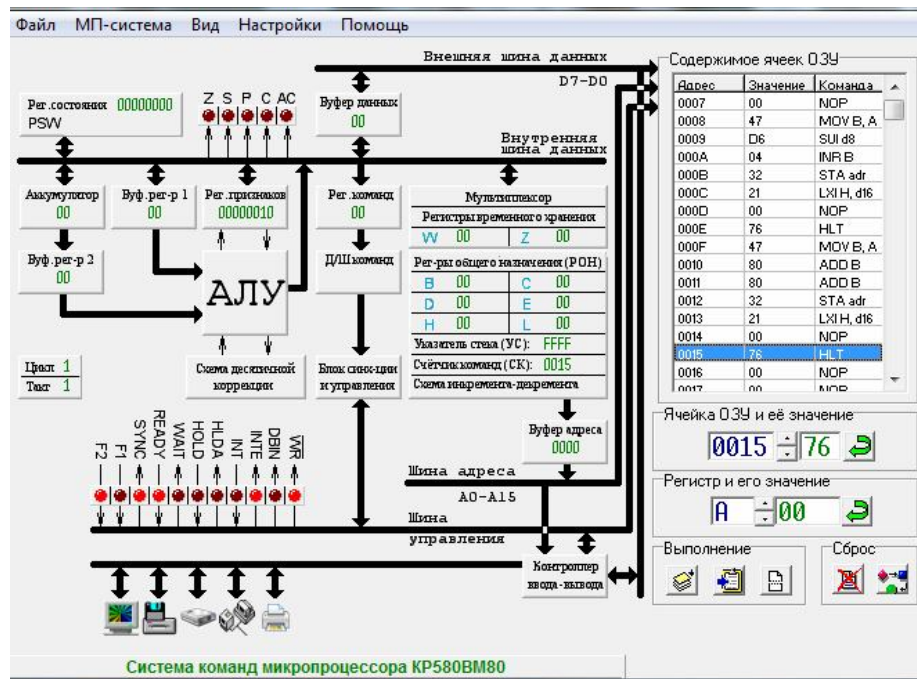 Файл МП-система Вид Настройки Помощь
Внешняя шина данных
D7-D0
Рег.состояния 00000000
PSW
Z S P C AC
Буфер данных
00
Внутренняя
шина данных
Аккумулятор
00
Буф.рег-р 1
00
Рег.признаков
00000010
Рег.команд
00
Мультиплексор
Регистры временного хранения
W 00 Z 00
Буф.рег-р 2
00
АЛУ
Д/Шкоманд
Рег-ры общего назначения (РОН)
B 00 C 00
D 00 E 00
H 00 L 00
Указатель стека (УС): FFFF
Счётчик команд (СК): 0015
Схема инкремента-декремента
Цикл 1
Такт 1
Схема десятичной
коррекции
Блок синх-ции
и управления
Буфер адреса
0000
F2 F1 SYNC READY WAIT HOLD HLDA INT INTE DBIN WR
Шина адреса
A0-A15
Шина
управления
Контроллер
ввода-вывода
Система команд микропроцессора КР580ВМ80
Содержимое ячеек ОЗУ
Адрес Значение Команда
0007 00 NOP
0008 47 MOV B, A
0009 D6 SUI d8
000A 04 INR B
000B 32 STA adr
000C 21 LXI H, d16
000D 00 NOP
000E 76 HLT
000F 47 MOV B, A
0010 80 ADD B
0011 80 ADD B
0012 32 STA adr
0013 21 LXI H, d16
0014 00 NOP
0015 76 HLT
0016 00 NOP
0017 00 NOP
Ячейка ОЗУ и её значение
0015 76
Регистр и его значение
A 00
Выполнение
Сброс